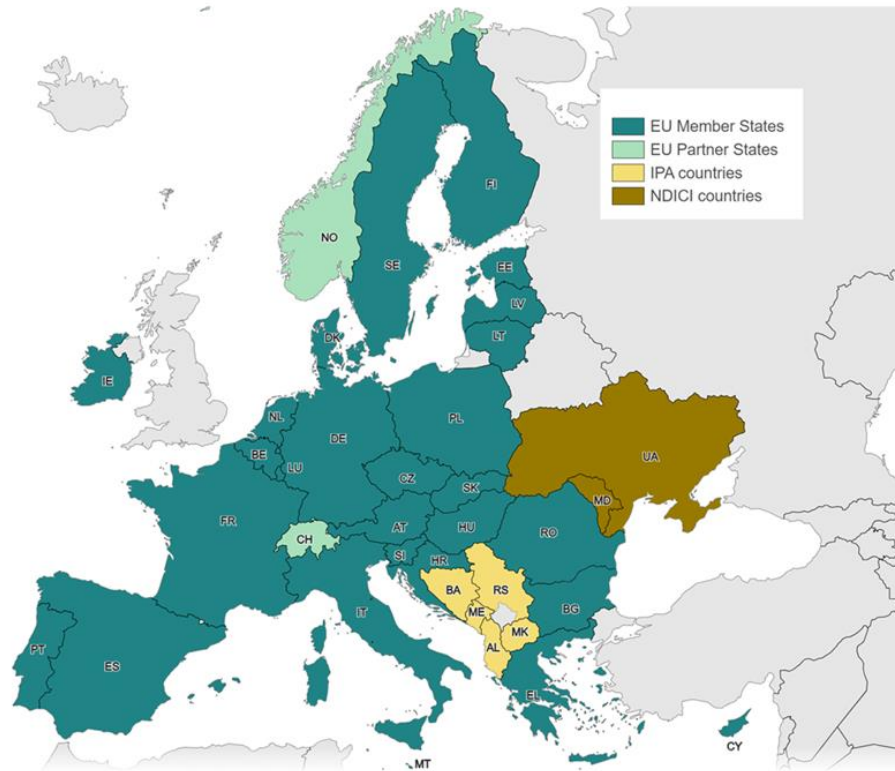 EU Member States
EU Partner States
IPA countries
NDICI countries
FI
NO
SE
EE
LV
DK
LT
IE
NL
PL
DE
BE
UA
LU
CZ
SK
MD
FR
AT
HU
RO
CH
SI
HR
BA
RS
IT
ME
BG
MK
PT
AL
ES
EL
CY
MT